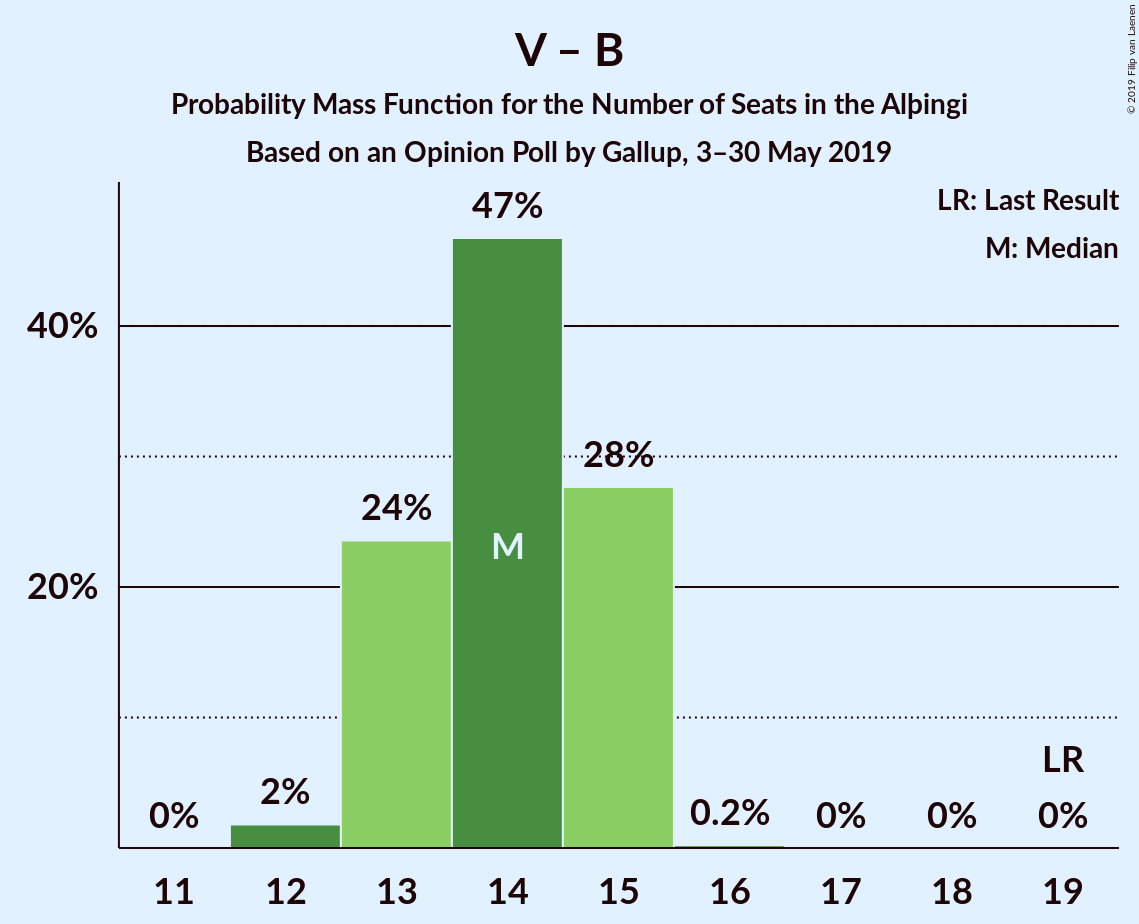 V – B
Probability Mass Function for the Number of Seats in the Alþingi
Based on an Opinion Poll by Gallup, 3–30 May 2019
© 2019 Filip van Laenen
LR: Last Result
M: Median
47%
40%
28%
24%
M
20%
LR
2%
0%
0.2%
0%
0%
0%
11 12 13 14 15 16 17 18 19